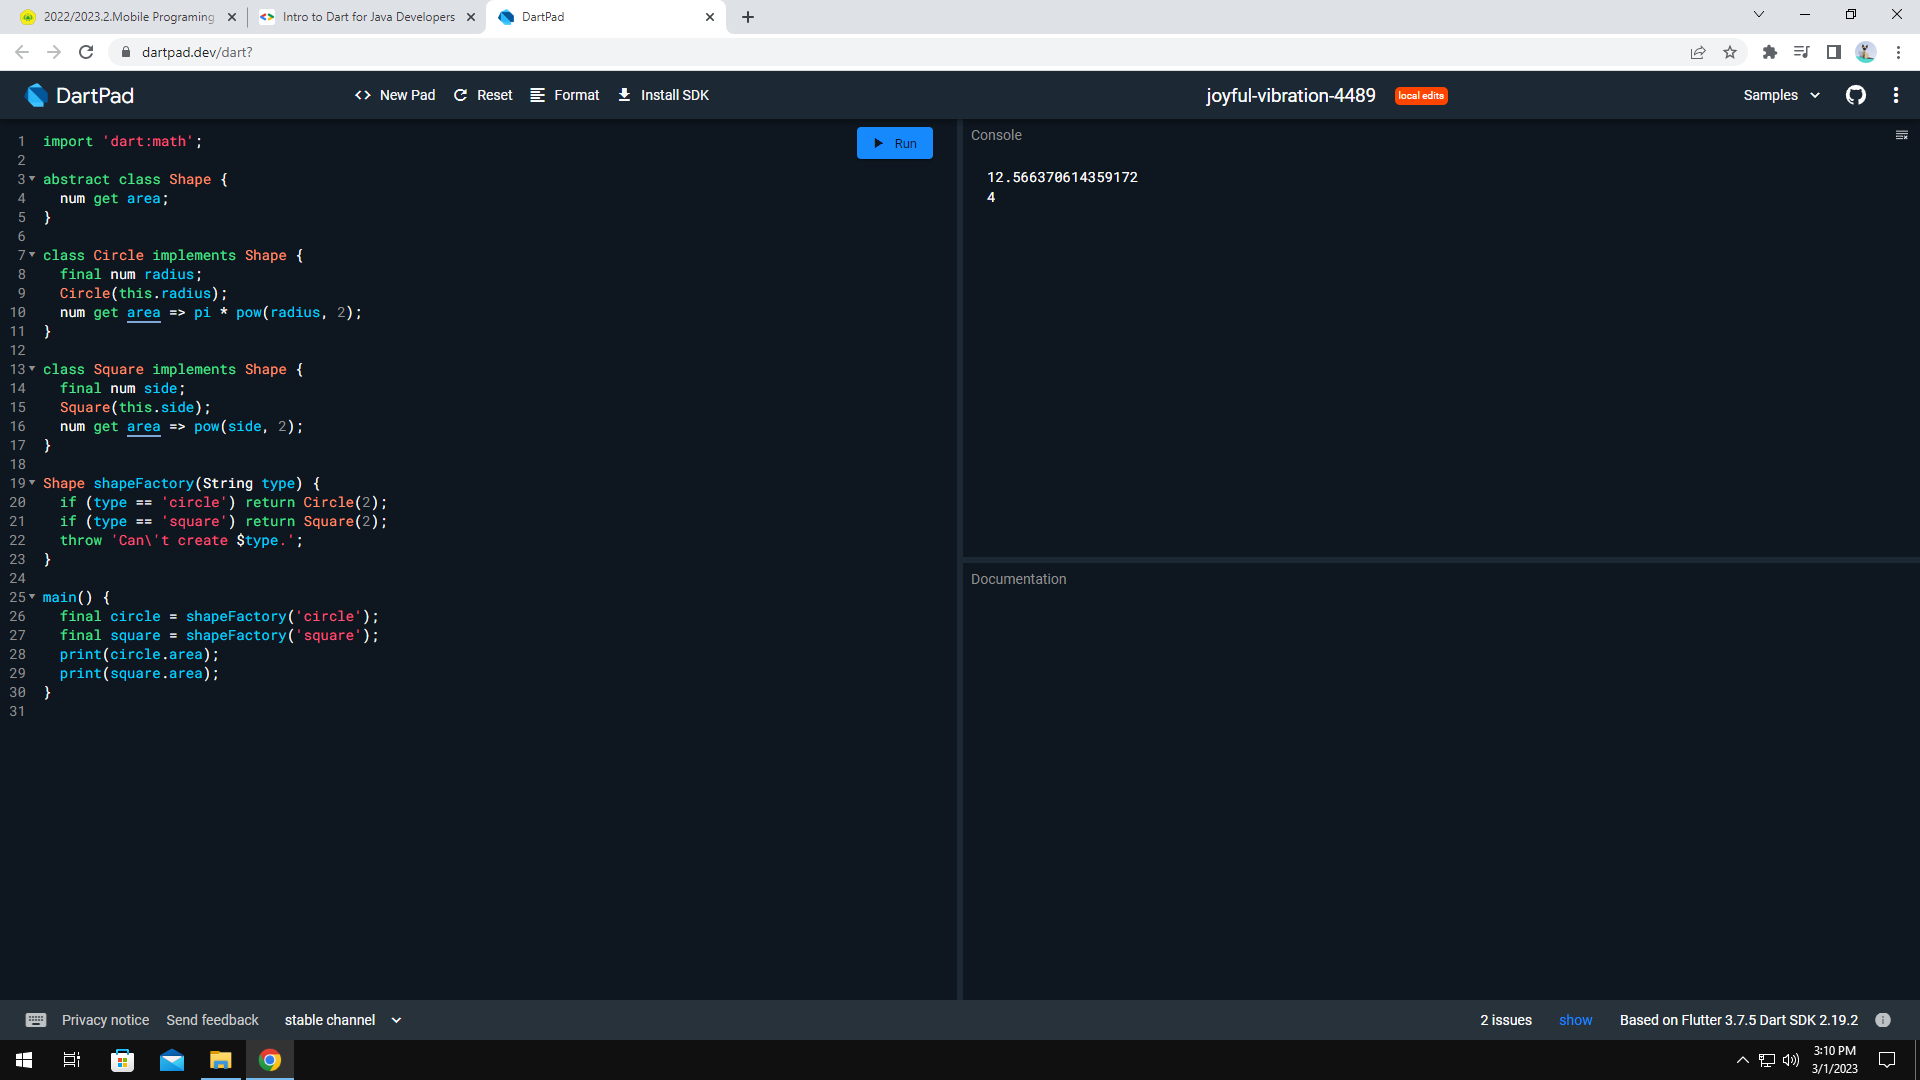 2022/2023.2.Mobile Programing
Intro to Dart for Java Developers
DartPad
dartpad.dev/dart?
DartPad
New Pad
Reset
Format
Install SDK
joyful-vibration-4489
local edits
Samples
1 import 'dart:math';
2
3 abstract class Shape {
4 num get area;
5 }
6
7 class Circle implements Shape {
8 final num radius;
9 Circle(this.radius);
10 num get area => pi * pow(radius, 2);
11 }
12
13 class Square implements Shape {
14 final num side;
15 Square(this.side);
16 num get area => pow(side, 2);
17 }
18
19 Shape shapeFactory(String type) {
20 if (type == 'circle') return Circle(2);
21 if (type == 'square') return Square(2);
22 throw 'Can\'t create $type.';
23 }
24
25 main() {
26 final circle = shapeFactory('circle');
27 final square = shapeFactory('square');
28 print(circle.area);
29 print(square.area);
30 }
31
Run
Console
12.566370614359172
4
Documentation
Privacy notice
Send feedback
stable channel
2 issues
show
Based on Flutter 3.7.5 Dart SDK 2.19.2
3:10 PM
3/1/2023